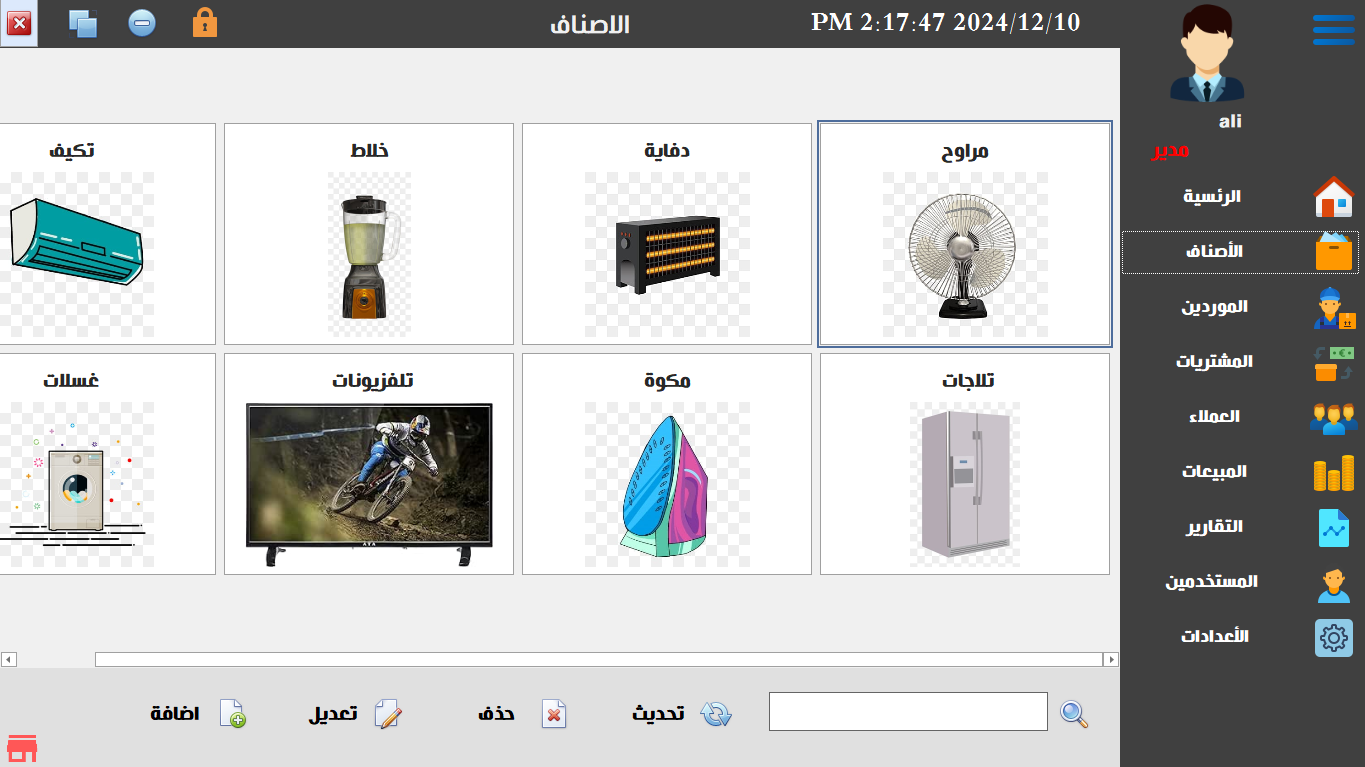 الاصناف
PM 2:17:47 2024/12/10
ali
مدير
الرئسية
الأصناف
الموردين
المشتريات
العملاء
المبيعات
التقارير
المستخدمين
الأعدادات
مراوح
دفاية
خلاط
تكيف
تلاجات
مكوة
تلفزيونات
غسلات
AYA
تحديث
حذف
تعديل
اضافة